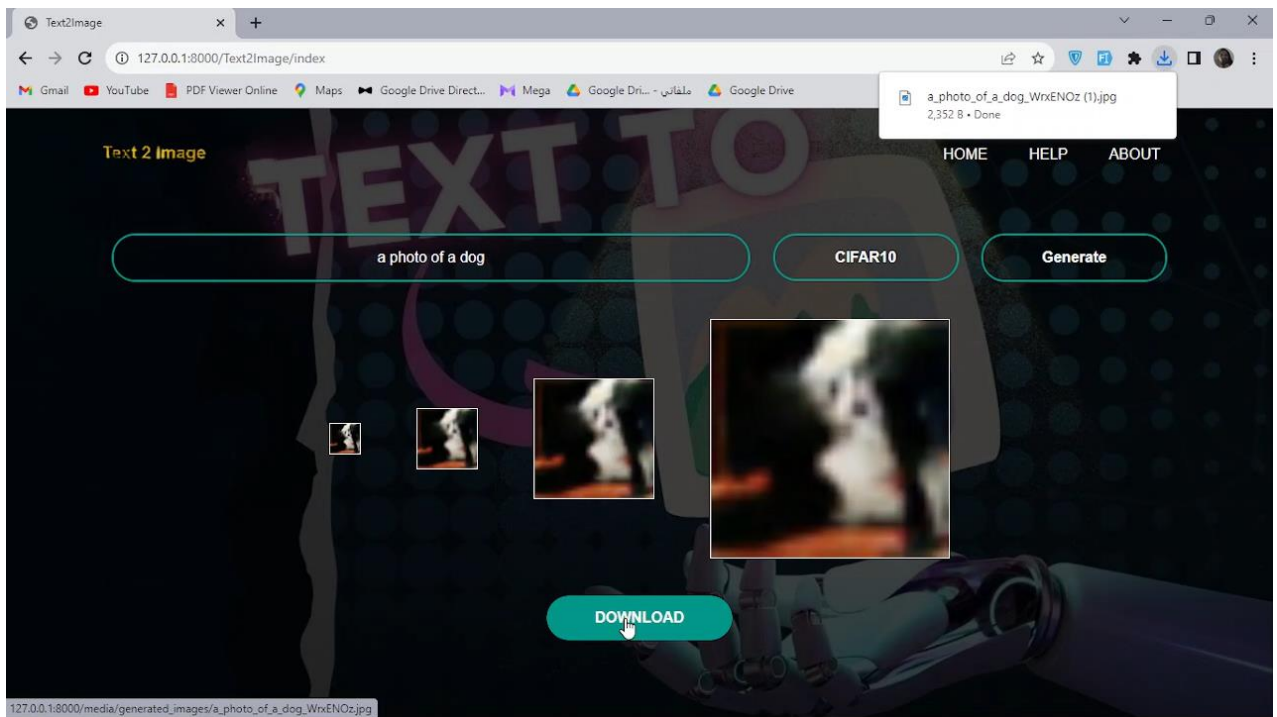 Text2Image
127.0.0.1:8000/Text2Image/index
Gmail YouTube PDF Viewer Online Maps Google Drive Direct... Mega Google Dri... - ملفاتي Google Drive
a_photo_of_a_dog_WrxENOz (1).jpg
2,352 B • Done
Text 2 Image HOME HELP ABOUT
TEXT TO
a photo of a dog CIFAR10 Generate
DOWNLOAD
127.0.0.1:8000/media/generated_images/a_photo_of_a_dog_WrxENOz.jpg